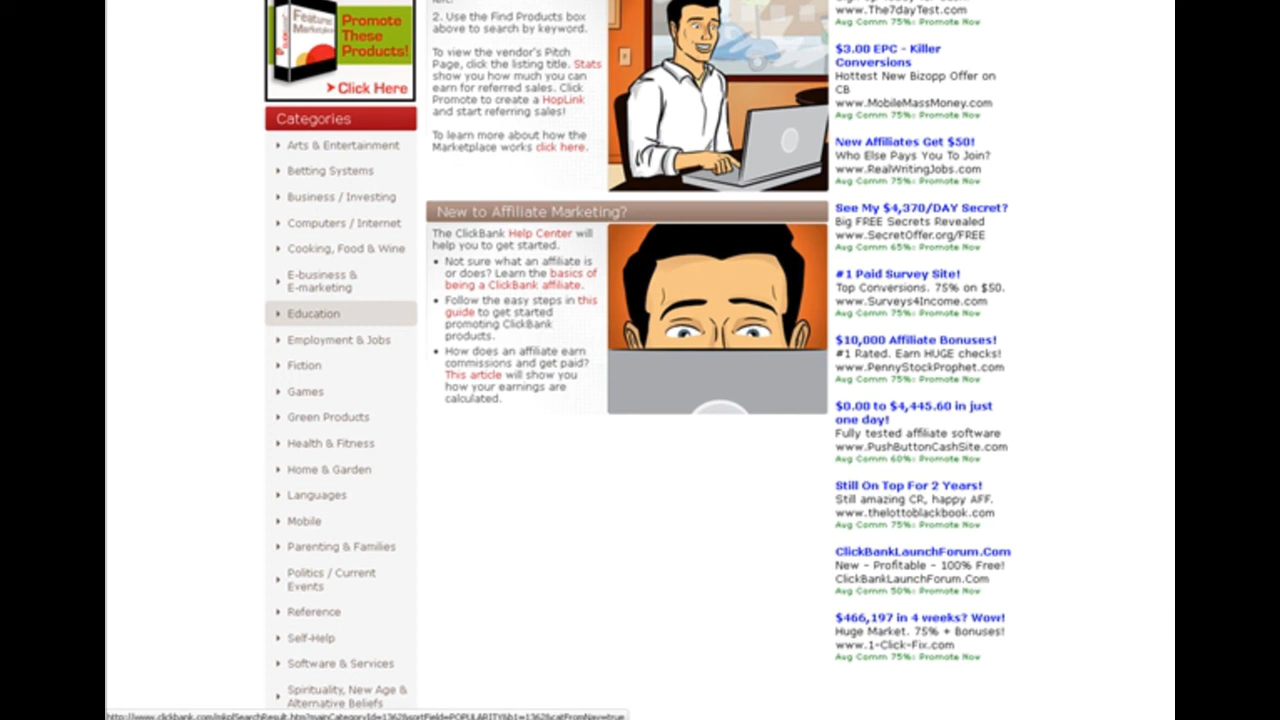 Featured
Marketplace
Promote
These
Products!
Click Here
Categories
Arts & Entertainment
Betting Systems
Business / Investing
Computers / Internet
Cooking, Food & Wine
E-business &
E-marketing
Education
Employment & Jobs
Fiction
Games
Green Products
Health & Fitness
Home & Garden
Languages
Mobile
Parenting & Families
Politics / Current
Events
Reference
Self-Help
Software & Services
Spirituality, New Age &
Alternative Beliefs
2. Use the Find Products box
above to search by keyword.
To view the vendor's Pitch
Page, click the listing title. Stats
show you how much you can
earn for referred sales. Click
Promote to create a HopLink
and start referring sales!
To learn more about how the
Marketplace works click here.
New to Affiliate Marketing?
The ClickBank Help Center will
help you to get started.
• Not sure what an affiliate is
or does? Learn the basics of
being a ClickBank affiliate.
• Follow the easy steps in this
guide to get started
promoting ClickBank
products.
• How does an affiliate earn
commissions and get paid?
This article will show you
how your earnings are
calculated.
www.The7dayTest.com
Avg Comm 75%: Promote Now
$3.00 EPC - Killer
Conversions
Hottest New Bizopp Offer on
CB
www.MobileMassMoney.com
Avg Comm 75%: Promote Now
New Affiliates Get $50!
Who Else Pays You To Join?
www.RealWritingJobs.com
Avg Comm 75%: Promote Now
See My $4,370/DAY Secret?
Big FREE Secrets Revealed
www.SecretOffer.org/FREE
Avg Comm 65%: Promote Now
#1 Paid Survey Site!
Top Conversions. 75% on $50.
www.Surveys4Income.com
Avg Comm 75%: Promote Now
$10,000 Affiliate Bonuses!
#1 Rated. Earn HUGE checks!
www.PennyStockProphet.com
Avg Comm 75%: Promote Now
$0.00 to $4,445.60 in just
one day!
Fully tested affiliate software
www.PushButtonCashSite.com
Avg Comm 60%: Promote Now
Still On Top For 2 Years!
Still amazing CR, happy AFF.
www.thelottoblackbook.com
Avg Comm 75%: Promote Now
ClickBankLaunchForum.Com
New - Profitable - 100% Free!
ClickBankLaunchForum.Com
Avg Comm 50%: Promote Now
$466,197 in 4 weeks? Wow!
Huge Market. 75% + Bonuses!
www.1-Click-Fix.com
Avg Comm 75%: Promote Now
http://www.clickbank.com/mkplSearchResult.htm?mainCategoryId=1362&sortField=POPULARITY&b1=1362&catFromNav=true